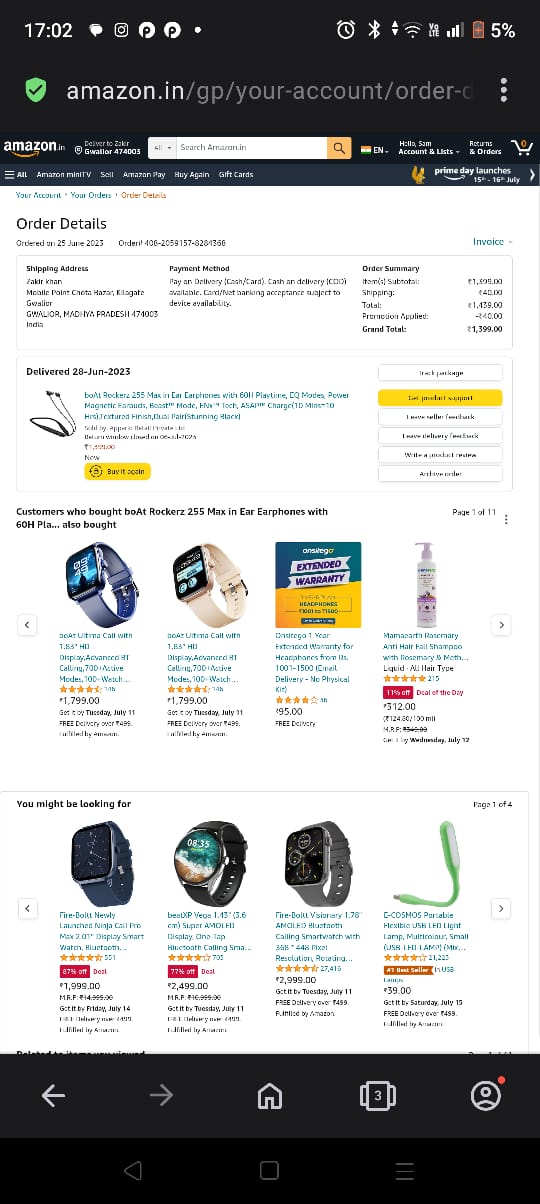 17:02
Vo LTE
5%
amazon.in/gp/your-account/order-d
amazon.in
Deliver to Zakir
Gwalior 474003
All
Search Amazon.in
EN
Hello, Sam
Account & Lists
Returns
& Orders
0
All Amazon miniTV Sell Amazon Pay Buy Again Gift Cards
prime day launches
15th - 16th July
Your Account › Your Orders › Order Details
Order Details
Ordered on 25 June 2023 Order# 408-2059157-8284368
Invoice
Shipping Address
Zakir khan
Mobile Point Chota Bazar, Kilagate
Gwalior
GWALIOR, MADHYA PRADESH 474003
India
Payment Method
Pay on Delivery (Cash/Card). Cash on delivery (COD)
available. Card/Net banking acceptance subject to
device availability.
Order Summary
Item(s) Subtotal: ₹1,399.00
Shipping: ₹40.00
Total: ₹1,439.00
Promotion Applied: -₹40.00
Grand Total: ₹1,399.00
Delivered 28-Jun-2023
boAt Rockerz 255 Max in Ear Earphones with 60H Playtime, EQ Modes, Power
Magnetic Earauds, Beast™ Mode, ENx™ Tech, ASAP™ Charge(10 Mins=10
Hrs),Textured Finish,Dual Pair(Stunning Black)
Sold by: Appario Retail Private Ltd
Return window closed on 06-Jul-2023
₹1,399.00
New
Buy it again
Track package
Get product support
Leave seller feedback
Leave delivery feedback
Write a product review
Archive order
Customers who bought boAt Rockerz 255 Max in Ear Earphones with
60H Pla... also bought
Page 1 of 11
boAt Ultima Call with
1.83" HD
Display,Advanced BT
Calling,700+Active
Modes,100+Watch...
146
₹1,799.00
Get it by Tuesday, July 11
FREE Delivery over ₹499.
Fulfilled by Amazon.
boAt Ultima Call with
1.83" HD
Display,Advanced BT
Calling,700+Active
Modes,100+Watch...
146
₹1,799.00
Get it by Tuesday, July 11
FREE Delivery over ₹499.
Fulfilled by Amazon.
onsitego
EXTENDED
WARRANTY
HEADPHONES
₹1001 to ₹1500
Onsitego 1 Year
Extended Warranty for
Headphones from Rs.
1001-1500 (Email
Delivery - No Physical
Kit)
₹95.00
FREE Delivery
Mamaearth Rosemary
Anti Hair Fall Shampoo
with Rosemary & Meth...
Liquid · All Hair Type
215
11% off Deal of the Day
₹312.00
(₹124.80/100 ml)
M.R.P: ₹349.00
Get it by Wednesday, July 12
You might be looking for
Page 1 of 4
08:35
Fire-Boltt Newly
Launched Ninja Call Pro
Max 2.01" Display Smart
Watch, Bluetooth...
551
87% off Deal
₹1,999.00
M.R.P: ₹14,999.00
Get it by Friday, July 14
FREE Delivery over ₹499.
Fulfilled by Amazon.
beatXP Vega 1.43" (3.6
cm) Super AMOLED
Display, One-Tap
Bluetooth Calling Sma...
703
77% off Deal
₹2,499.00
M.R.P: ₹10,999.00
Get it by Tuesday, July 11
FREE Delivery over ₹499.
Fulfilled by Amazon.
Fire-Boltt Visionary 1.78"
AMOLED Bluetooth
Calling Smartwatch with
368 * 448 Pixel
Resolution, Rotating...
27,416
₹2,999.00
Get it by Tuesday, July 11
FREE Delivery over ₹499.
Fulfilled by Amazon.
E-COSMOS Portable
Flexible USB LED Light
Lamp, Multicolour, Small
(USB-LED-LAMP) (Mix...
21,223
#1 Best Seller in USB
Lamps
₹39.00
Get it by Saturday, July 15
FREE Delivery over ₹499.
Fulfilled by Amazon.
Related to items you viewed
3